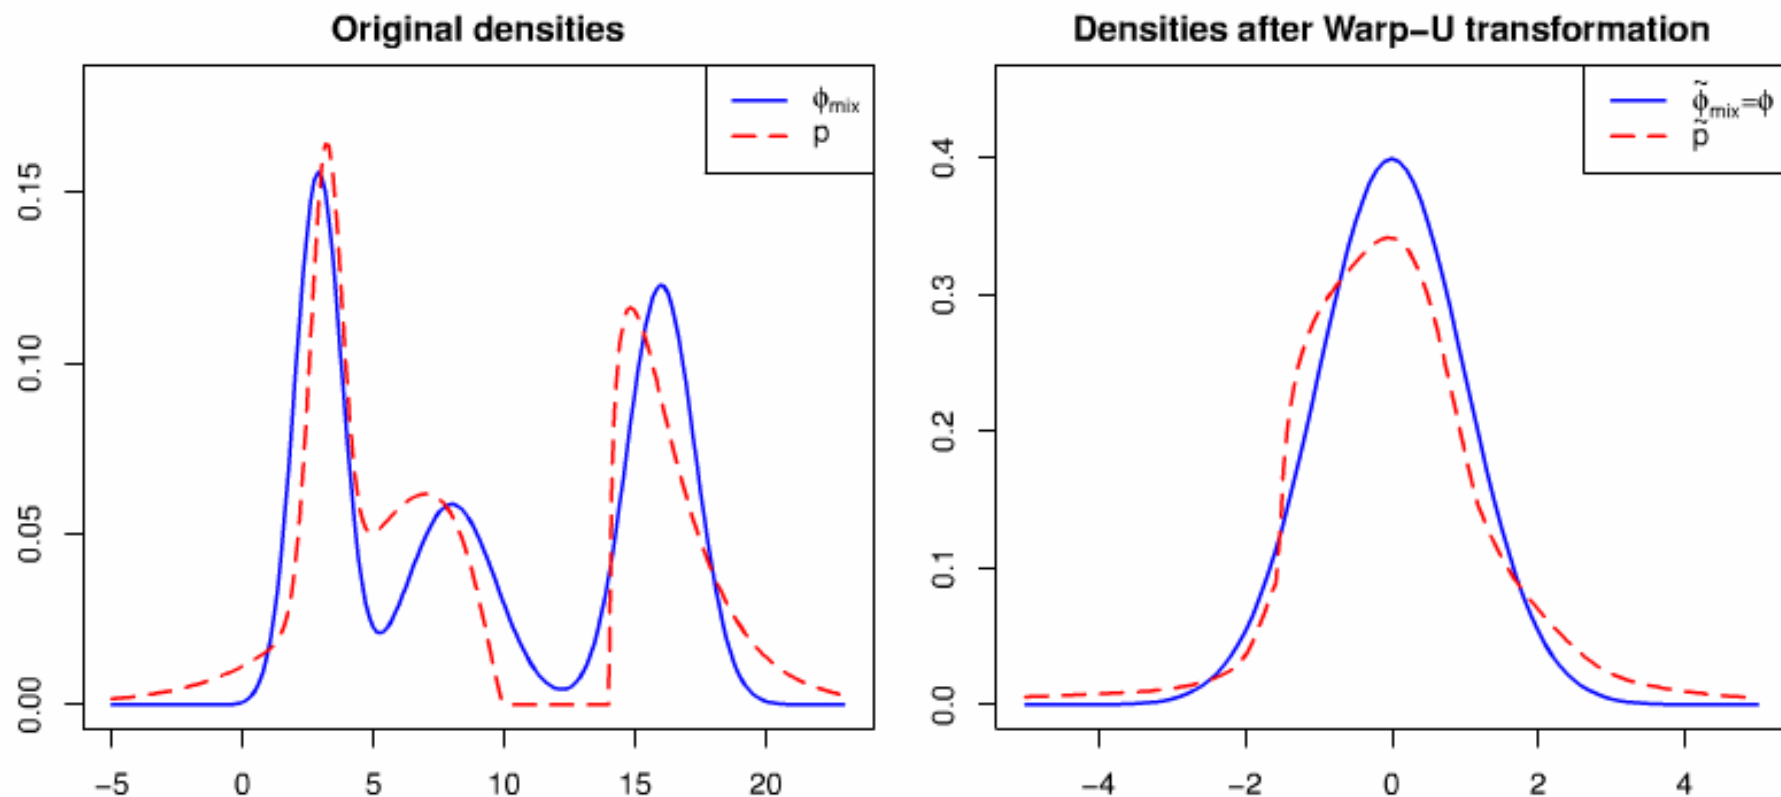 Original densities
ϕmix
p
0.15
0.10
0.05
0.00
−5 0 5 10 15 20
Densities after Warp−U transformation
ϕ̃mix=ϕ
p̃
0.4
0.3
0.2
0.1
0.0
−4 −2 0 2 4